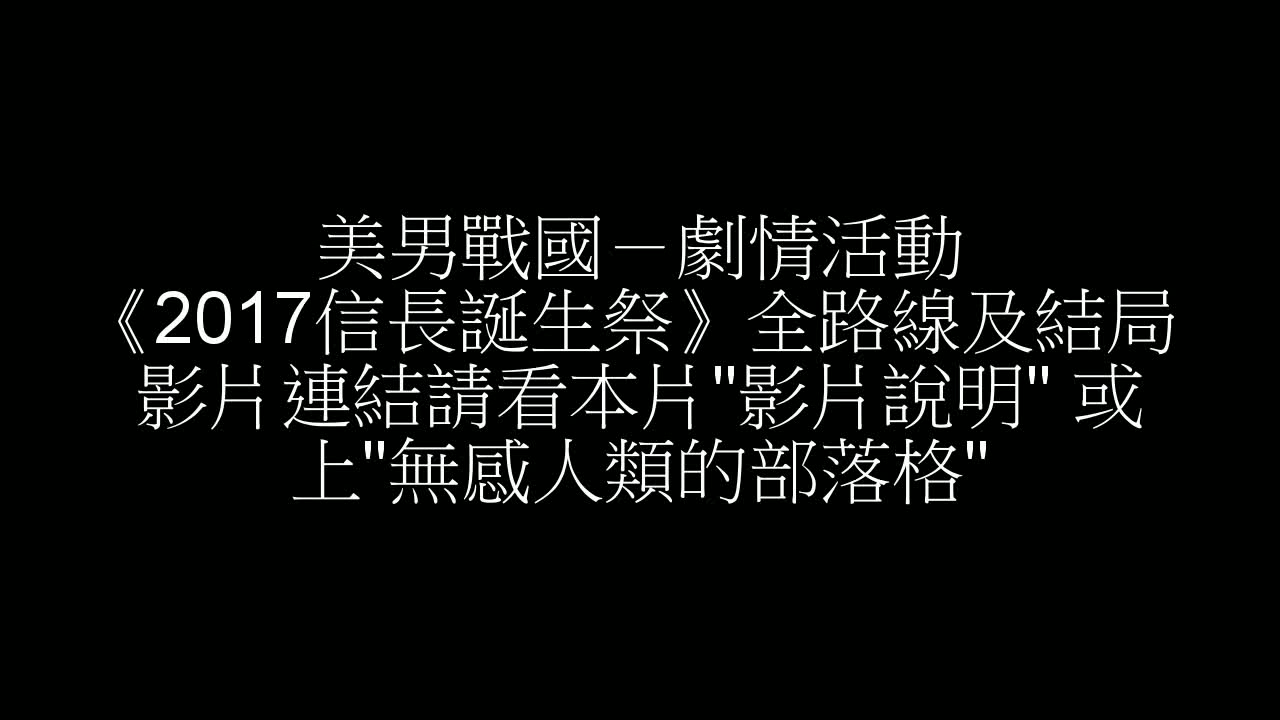 美男戰國－劇情活動
《2017信長誕生祭》全路線及結局
影片連結請看本片"影片說明" 或
上"無感人類的部落格"